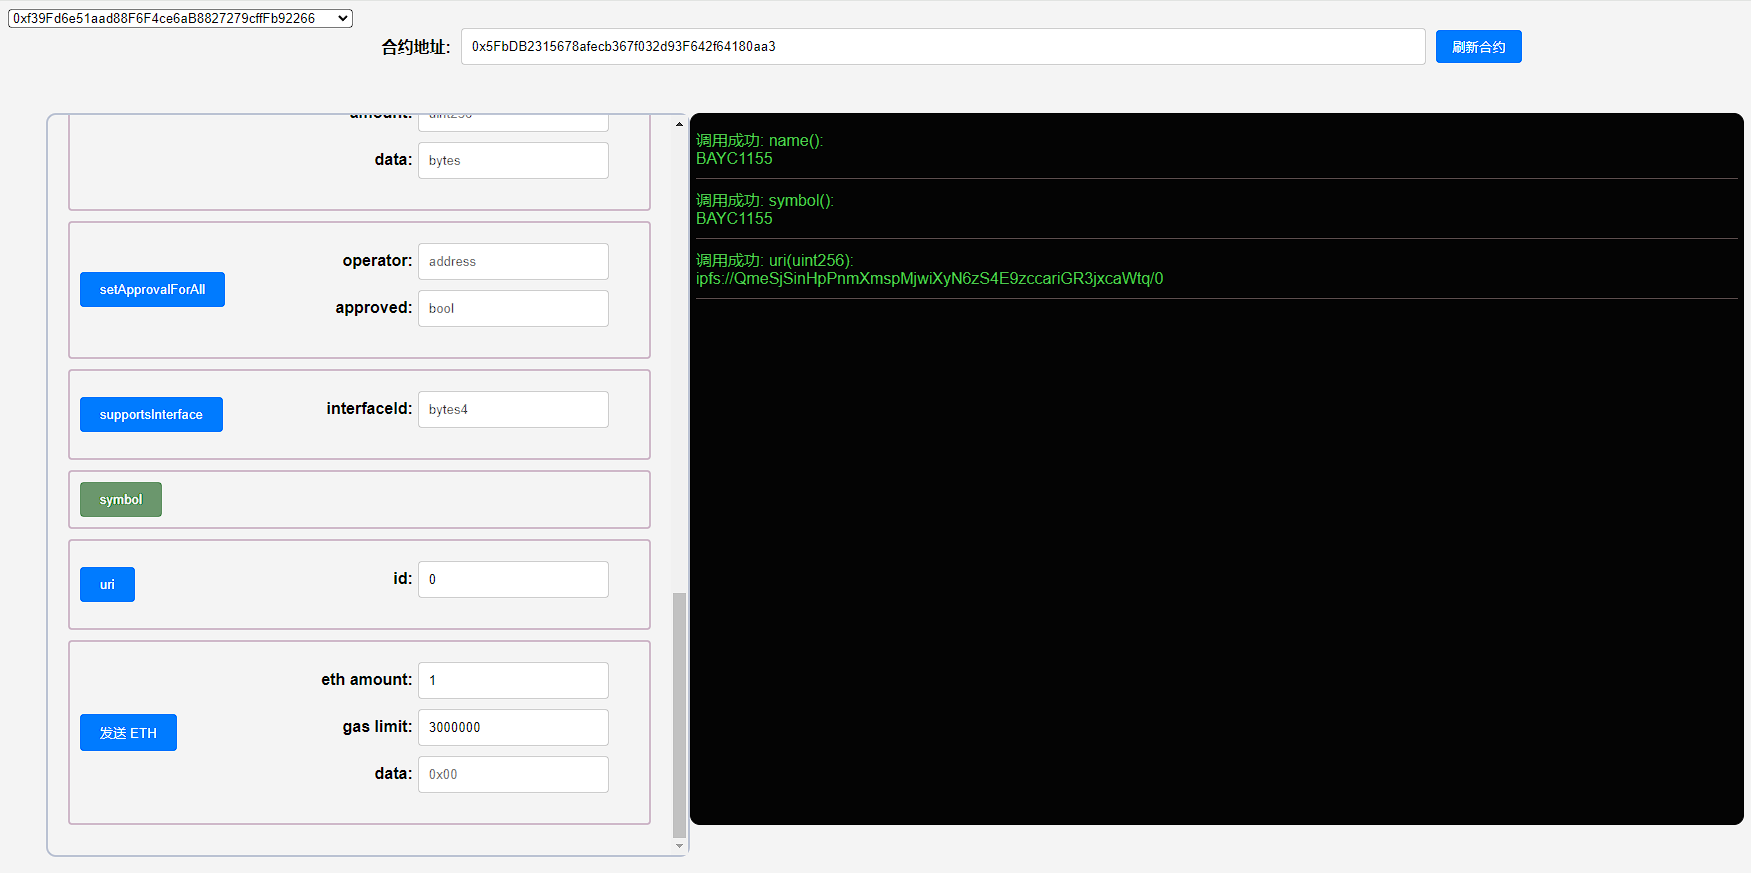 0xf39Fd6e51aad88F6F4ce6aB8827279cffFb92266
合约地址: 0x5FbDB2315678afecb367f032d93F642f64180aa3 刷新合约
amount: uint256
data: bytes
setApprovalForAll
operator: address
approved: bool
supportsInterface
interfaceId: bytes4
symbol
uri
id: 0
eth amount: 1
gas limit: 3000000
发送 ETH
data: 0x00
调用成功: name():
BAYC1155
调用成功: symbol():
BAYC1155
调用成功: uri(uint256):
ipfs://QmeSjSinHpPnmXmspMjwiXyN6zS4E9zccariGR3jxcaWtq/0